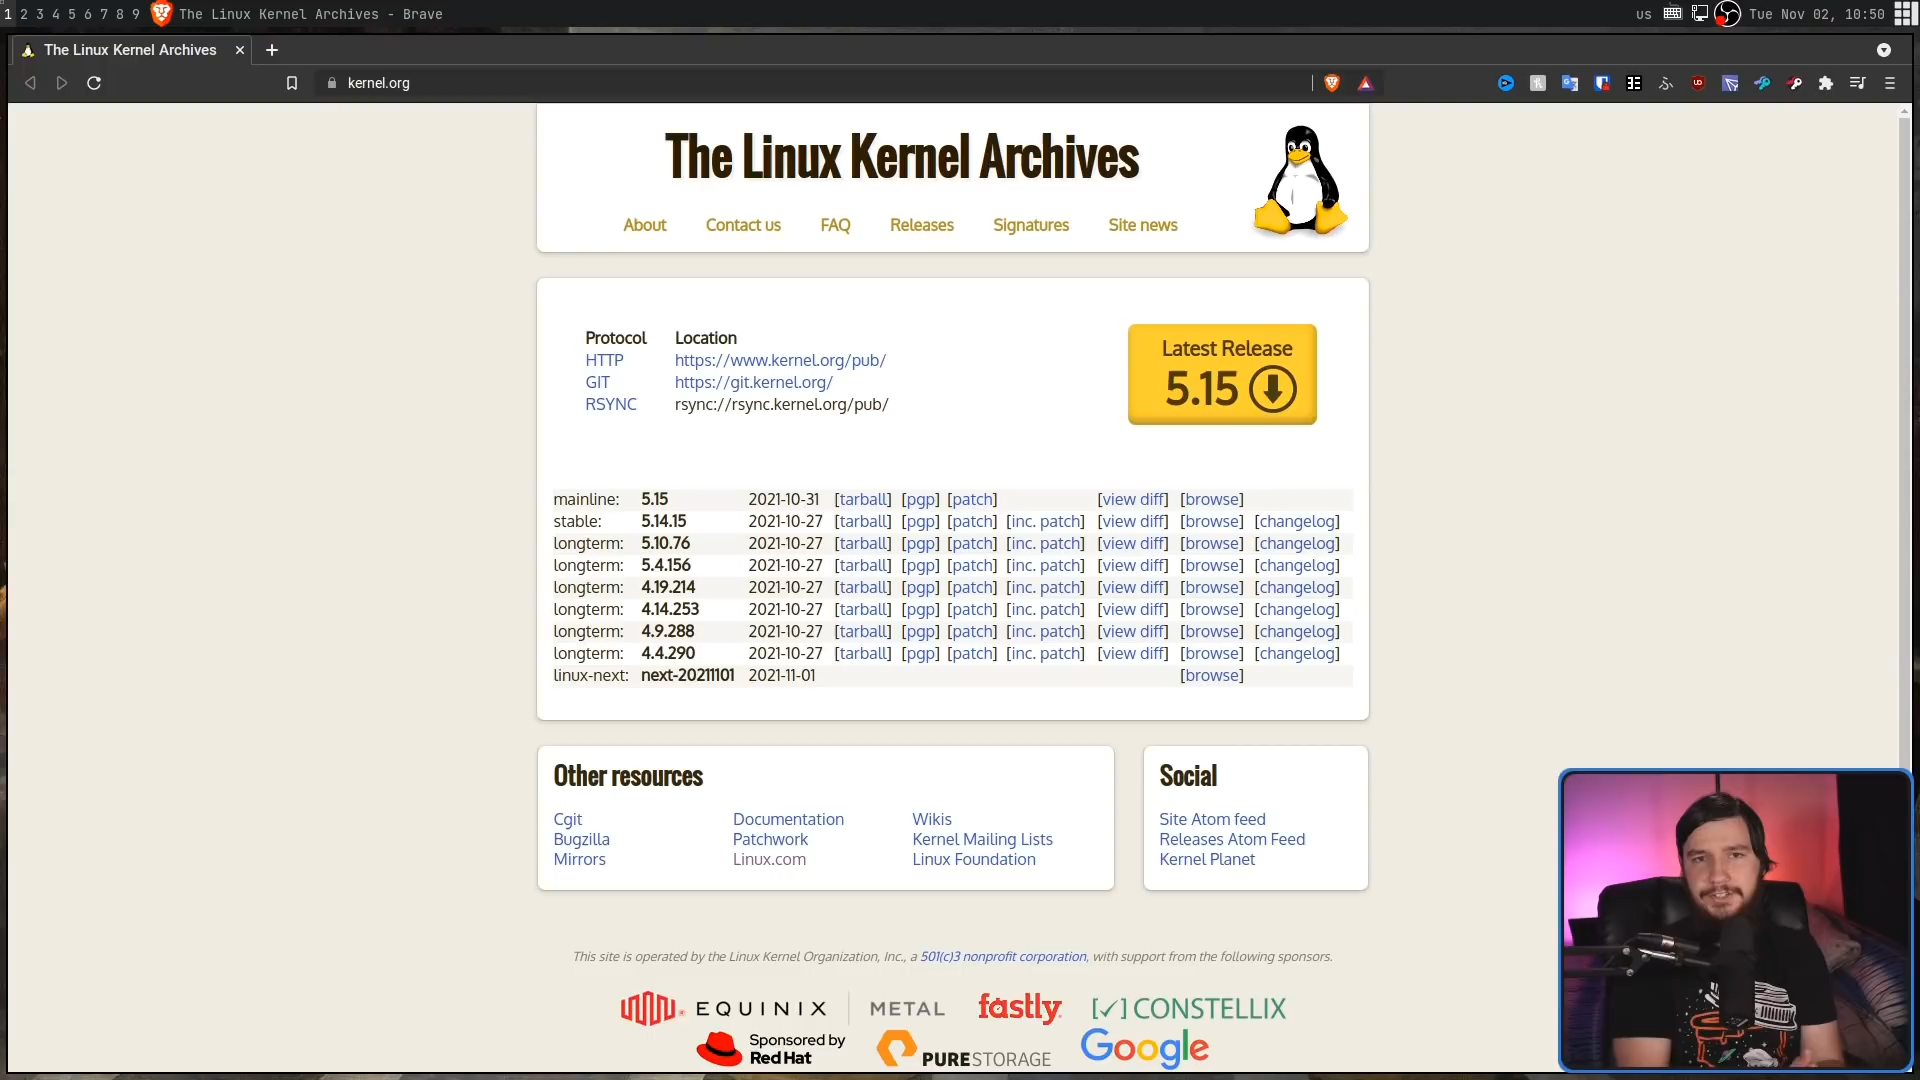 1 2 3 4 5 6 7 8 9 The Linux Kernel Archives - Brave us Tue Nov 02, 10:50
The Linux Kernel Archives
kernel.org
The Linux Kernel Archives
About Contact us FAQ Releases Signatures Site news
Protocol Location
HTTP https://www.kernel.org/pub/
GIT https://git.kernel.org/
RSYNC rsync://rsync.kernel.org/pub/
Latest Release
5.15
mainline: 5.15 2021-10-31 [tarball] [pgp] [patch] [view diff] [browse]
stable: 5.14.15 2021-10-27 [tarball] [pgp] [patch] [inc. patch] [view diff] [browse] [changelog]
longterm: 5.10.76 2021-10-27 [tarball] [pgp] [patch] [inc. patch] [view diff] [browse] [changelog]
longterm: 5.4.156 2021-10-27 [tarball] [pgp] [patch] [inc. patch] [view diff] [browse] [changelog]
longterm: 4.19.214 2021-10-27 [tarball] [pgp] [patch] [inc. patch] [view diff] [browse] [changelog]
longterm: 4.14.253 2021-10-27 [tarball] [pgp] [patch] [inc. patch] [view diff] [browse] [changelog]
longterm: 4.9.288 2021-10-27 [tarball] [pgp] [patch] [inc. patch] [view diff] [browse] [changelog]
longterm: 4.4.290 2021-10-27 [tarball] [pgp] [patch] [inc. patch] [view diff] [browse] [changelog]
linux-next: next-20211101 2021-11-01 [browse]
Other resources
Cgit Documentation Wikis
Bugzilla Patchwork Kernel Mailing Lists
Mirrors Linux.com Linux Foundation
Social
Site Atom feed
Releases Atom Feed
Kernel Planet
This site is operated by the Linux Kernel Organization, Inc., a 501(c)3 nonprofit corporation, with support from the following sponsors.
EQUINIX METAL fastly [✓] CONSTELLIX
Sponsored by
Red Hat
PURESTORAGE
Google